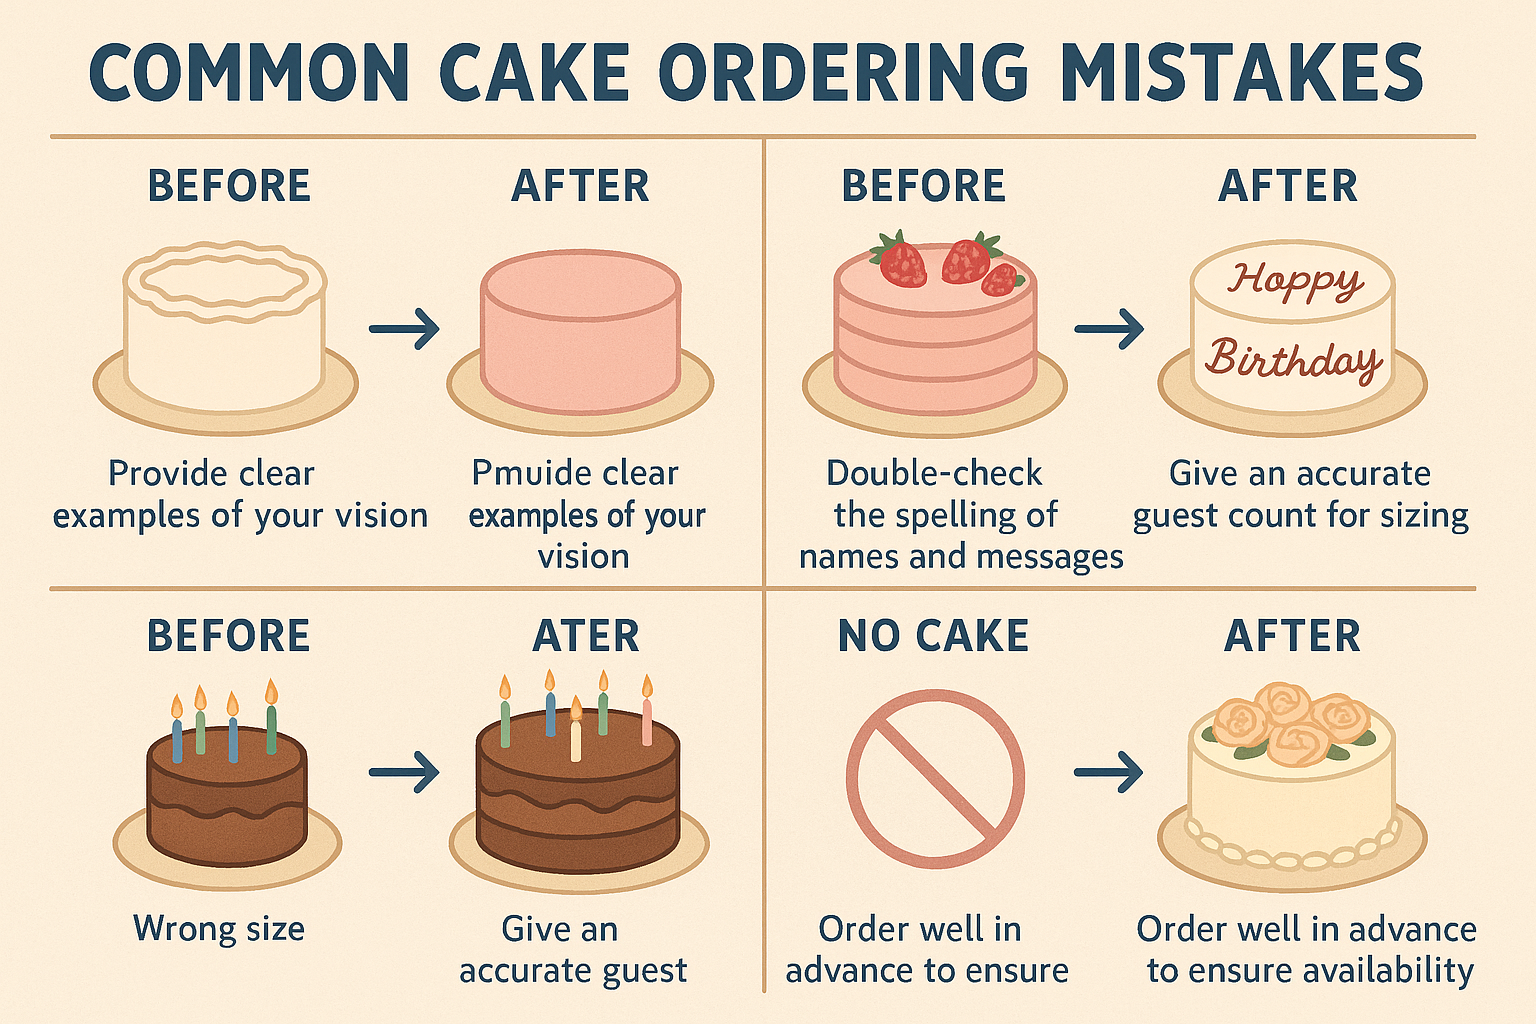 COMMON CAKE ORDERING MISTAKES
BEFORE
AFTER
Provide clear
examples of your vision
Pmuide clear
examples of your
vision
BEFORE
AFTER
Hoppy
Birthday
Double-check
the spelling of
names and messages
Give an accurate
guest count for sizing
BEFORE
ATER
Wrong size
Give an
accurate guest
NO CAKE
AFTER
Order well in
advance to ensure
Order well in advance
to ensure availability